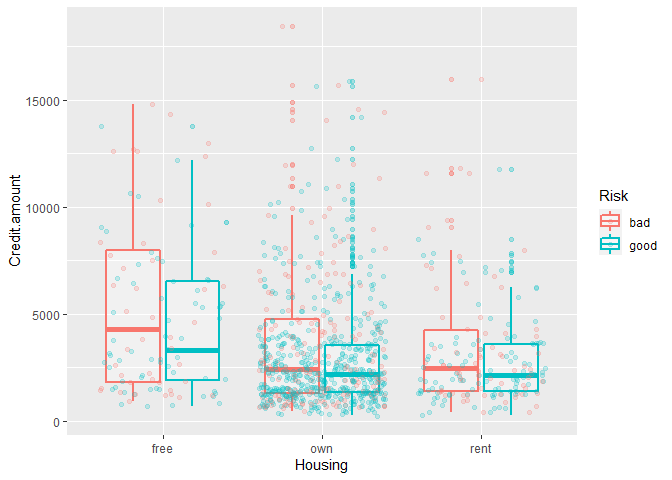 Credit.amount
15000
10000
5000
0
free
own
rent
Housing
Risk
bad
good